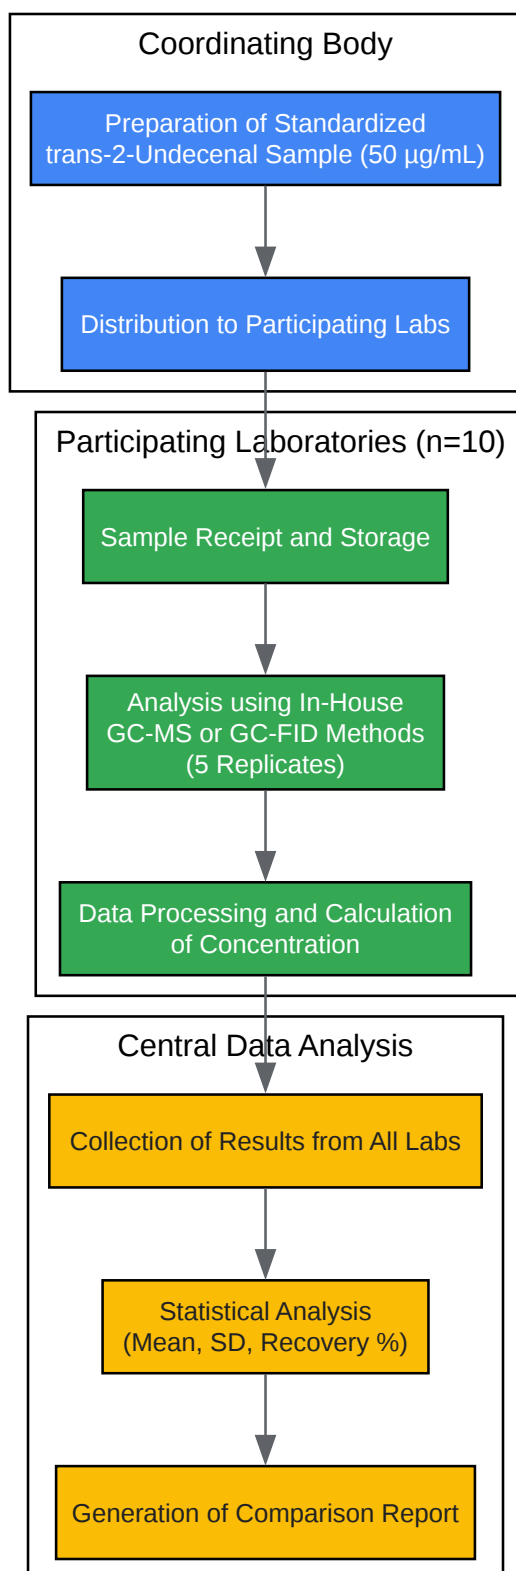 Coordinating Body
Preparation of Standardized
trans-2-Undecenal Sample (50 µg/mL)
Distribution to Participating Labs
Participating Laboratories (n=10)
Sample Receipt and Storage
Analysis using In-House
GC-MS or GC-FID Methods
(5 Replicates)
Data Processing and Calculation
of Concentration
Central Data Analysis
Collection of Results from All Labs
Statistical Analysis
(Mean, SD, Recovery %)
Generation of Comparison Report